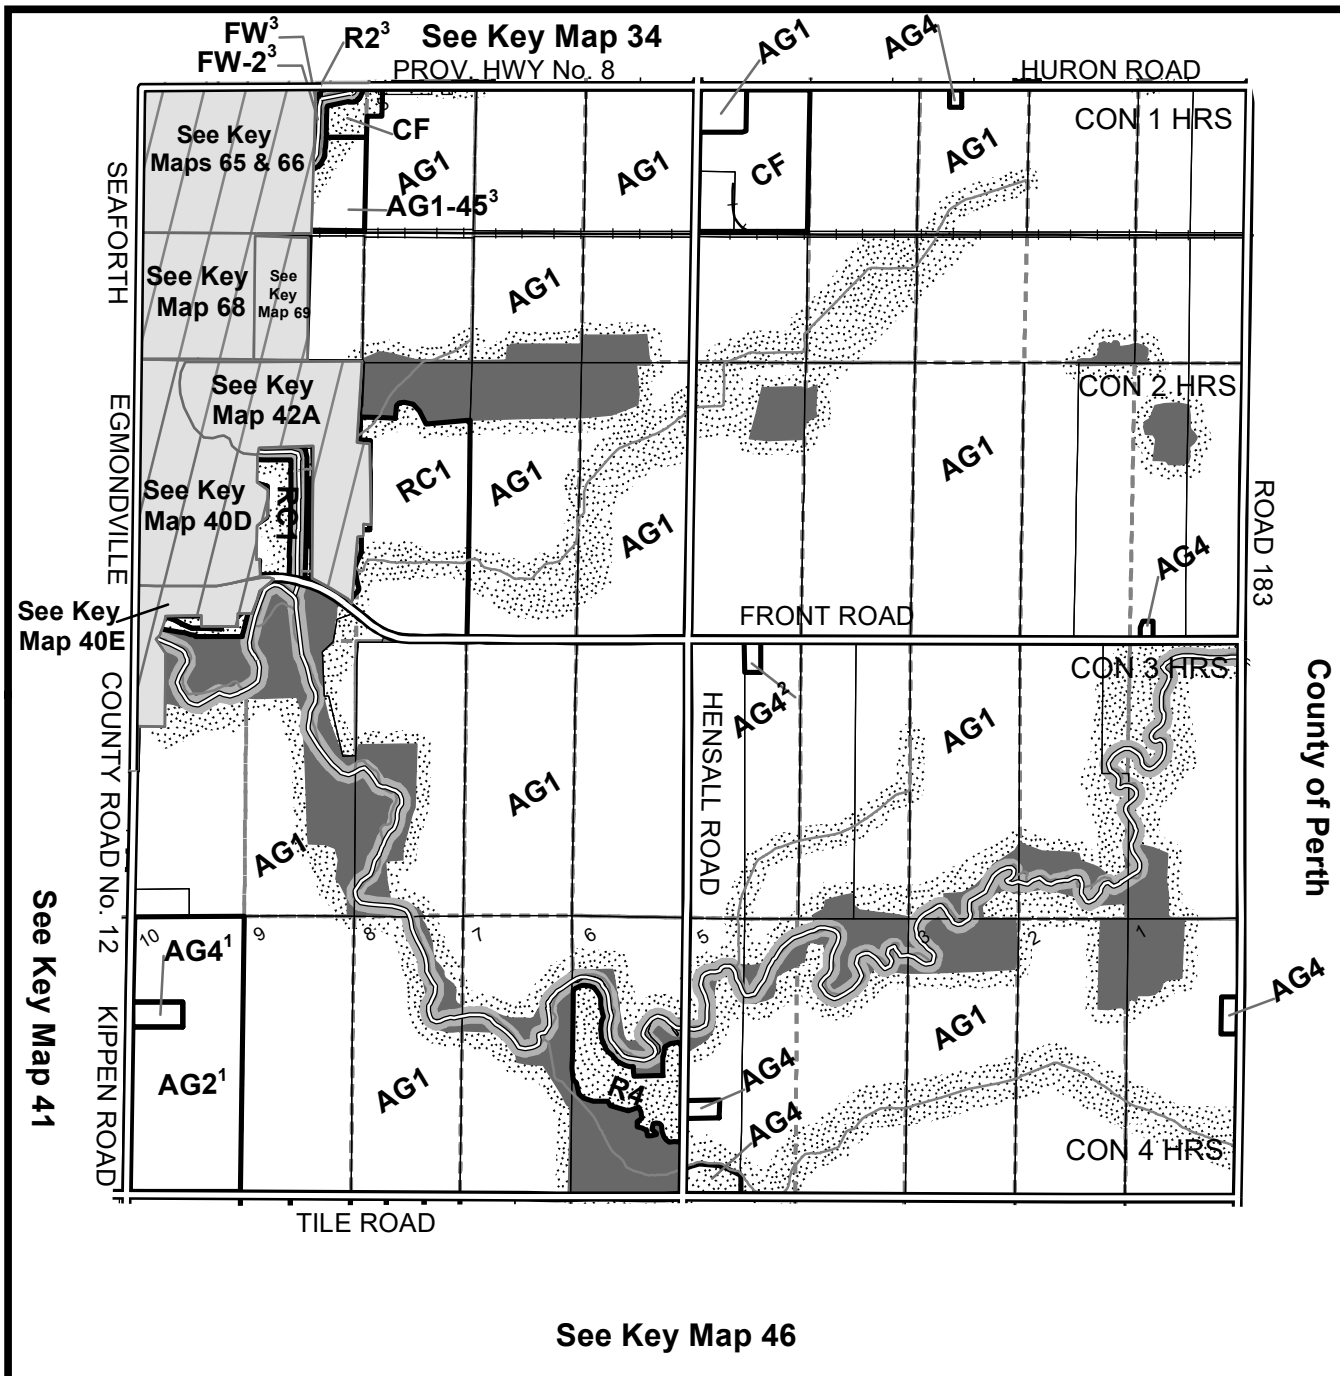 FW³
R2³
See Key Map 34
AG1
AG4
FW-2³
PROV. HWY No. 8
HURON ROAD
See Key
Maps 65 & 66
CF
AG1
AG1
CF
AG1
CON 1 HRS
AG1-45³
SEAFORTH
See Key
Map 68
See
Key
Map 69
AG1
See Key
Map 42A
CON 2 HRS
EGMONDVILLE
See Key
Map 40D
RC1
RC1
AG1
AG1
AG1
AG4
ROAD 183
See Key
Map 40E
FRONT ROAD
CON 3 HRS
AG4²
COUNTY ROAD No. 12
HENSALL ROAD
AG1
AG1
AG1
County of Perth
See Key Map 41
10
9
8
7
6
5
3
2
1
AG4¹
AG4
KIPPEN ROAD
AG2¹
AG1
R4
AG4
AG4
AG1
CON 4 HRS
TILE ROAD
See Key Map 46